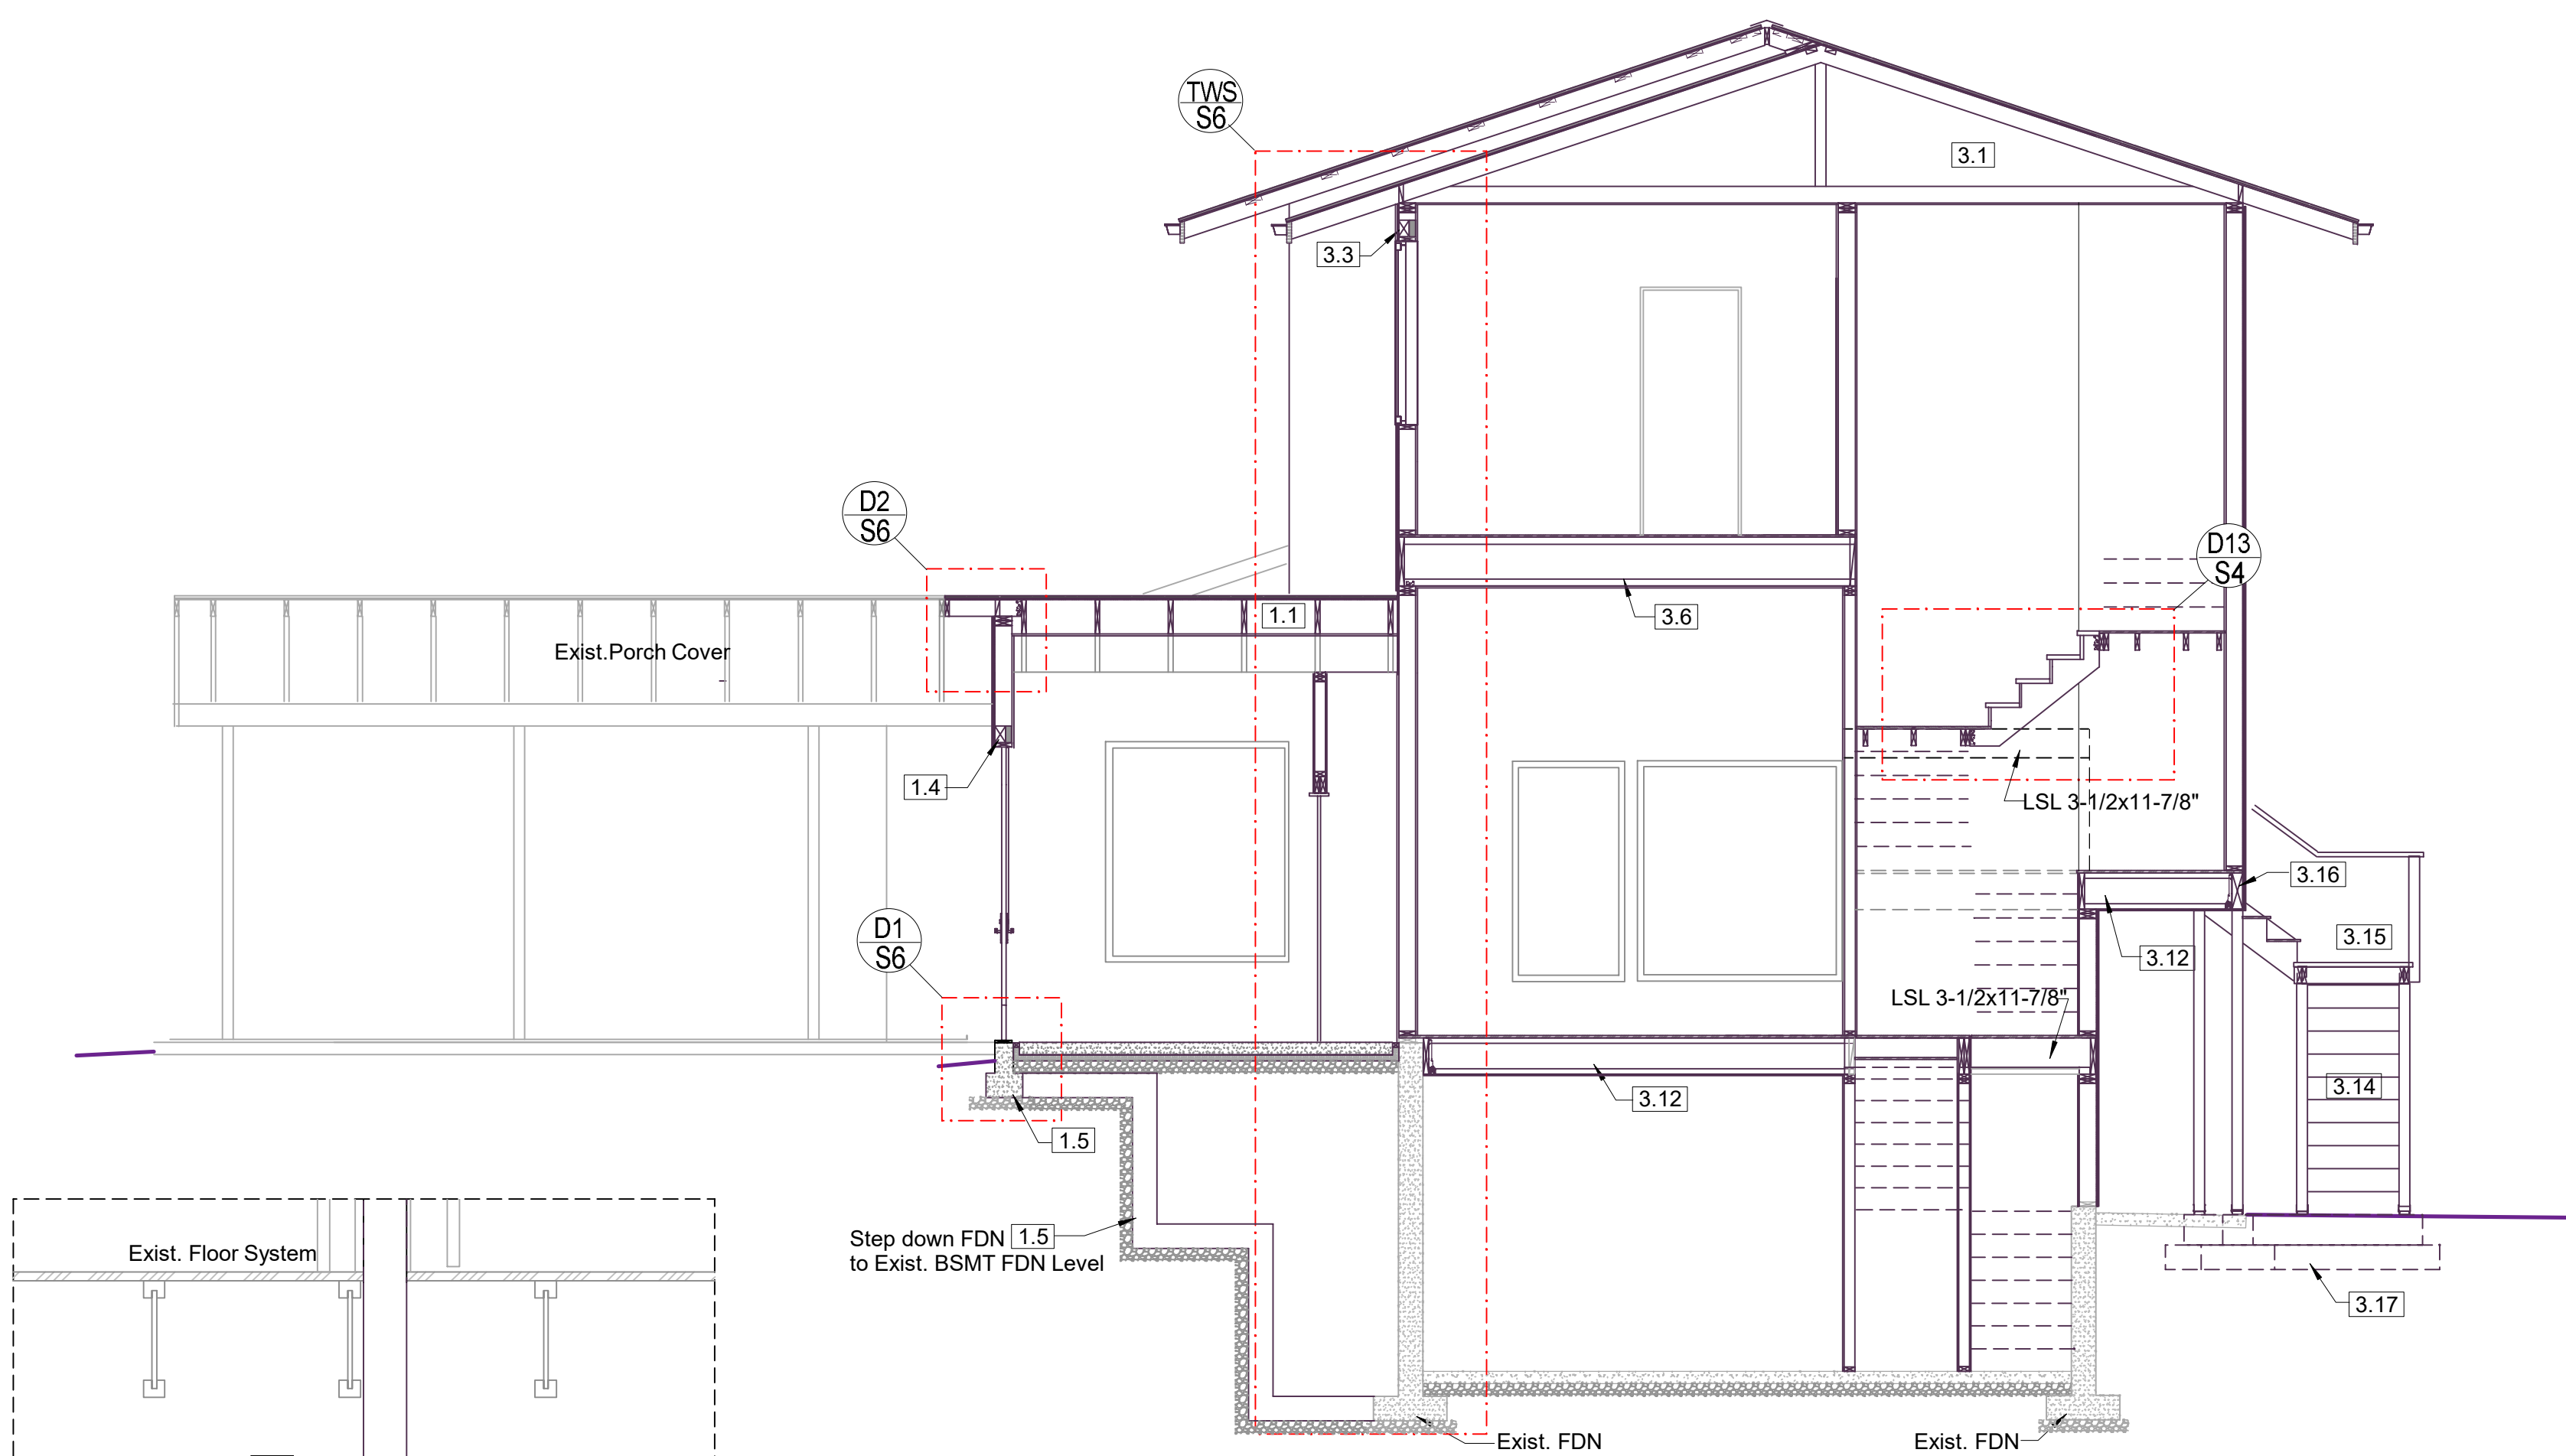 TWS
S6
3.1
3.3
D2
S6
D13
S4
1.1
3.6
Exist.Porch Cover
1.4
LSL 3-1/2x11-7/8"
3.16
D1
S6
3.15
3.12
LSL 3-1/2x11-7/8"
3.14
3.12
1.5
Step down FDN 1.5
to Exist. BSMT FDN Level
Exist. Floor System
3.17
Exist. FDN
Exist. FDN